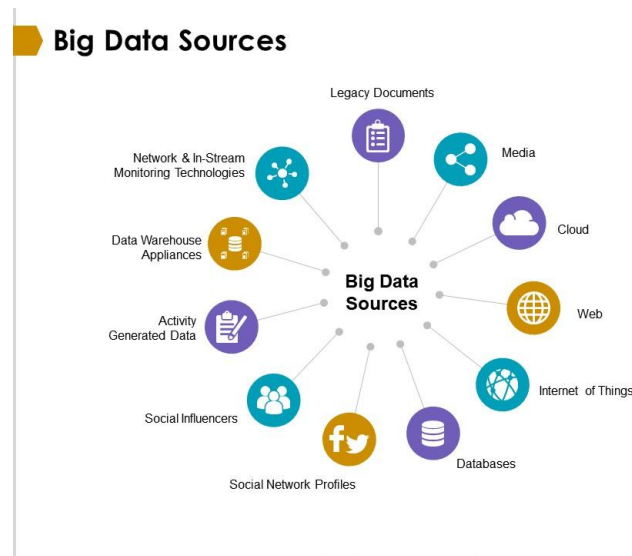 Big Data Sources
Legacy Documents
Media
Cloud
Web
Internet of Things
Databases
Social Network Profiles
Social Influencers
Activity
Generated Data
Data Warehouse
Appliances
Network & In-Stream
Monitoring Technologies
Big Data
Sources